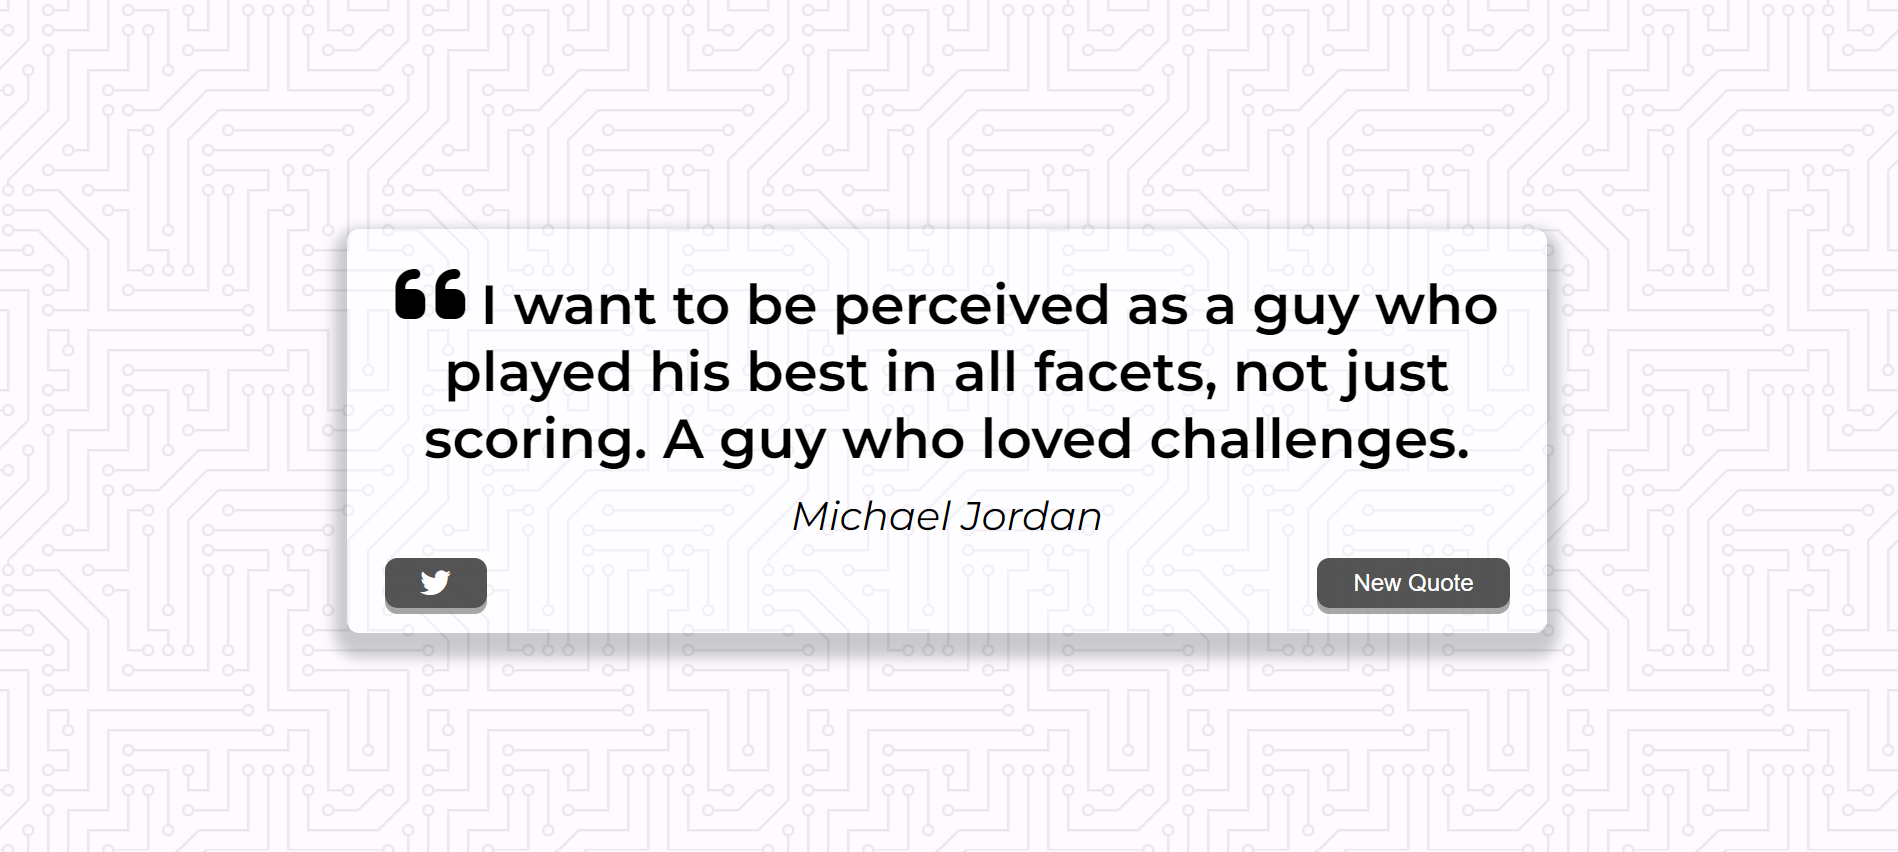 I want to be perceived as a guy who
played his best in all facets, not just
scoring. A guy who loved challenges.
Michael Jordan
New Quote